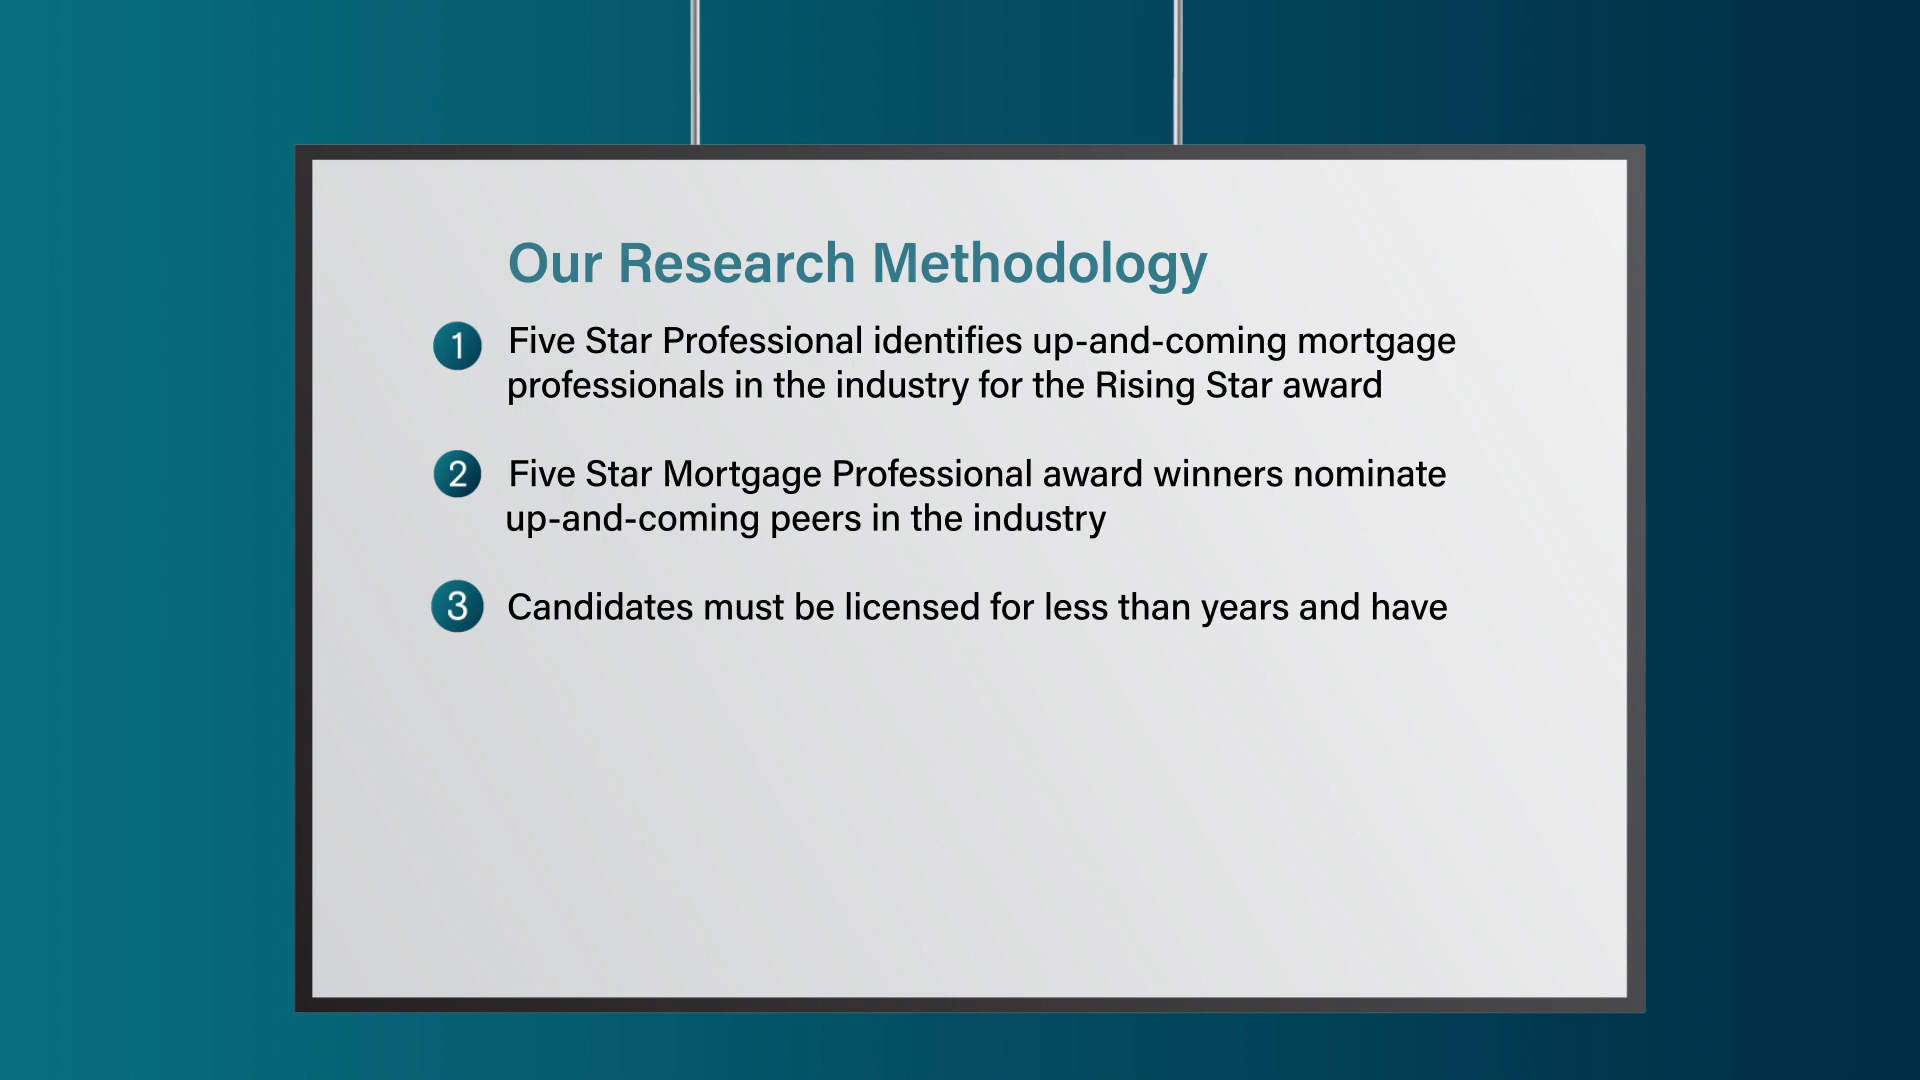 Our Research Methodology
1 Five Star Professional identifies up-and-coming mortgage
professionals in the industry for the Rising Star award
2 Five Star Mortgage Professional award winners nominate
up-and-coming peers in the industry
3 Candidates must be licensed for less than years and have